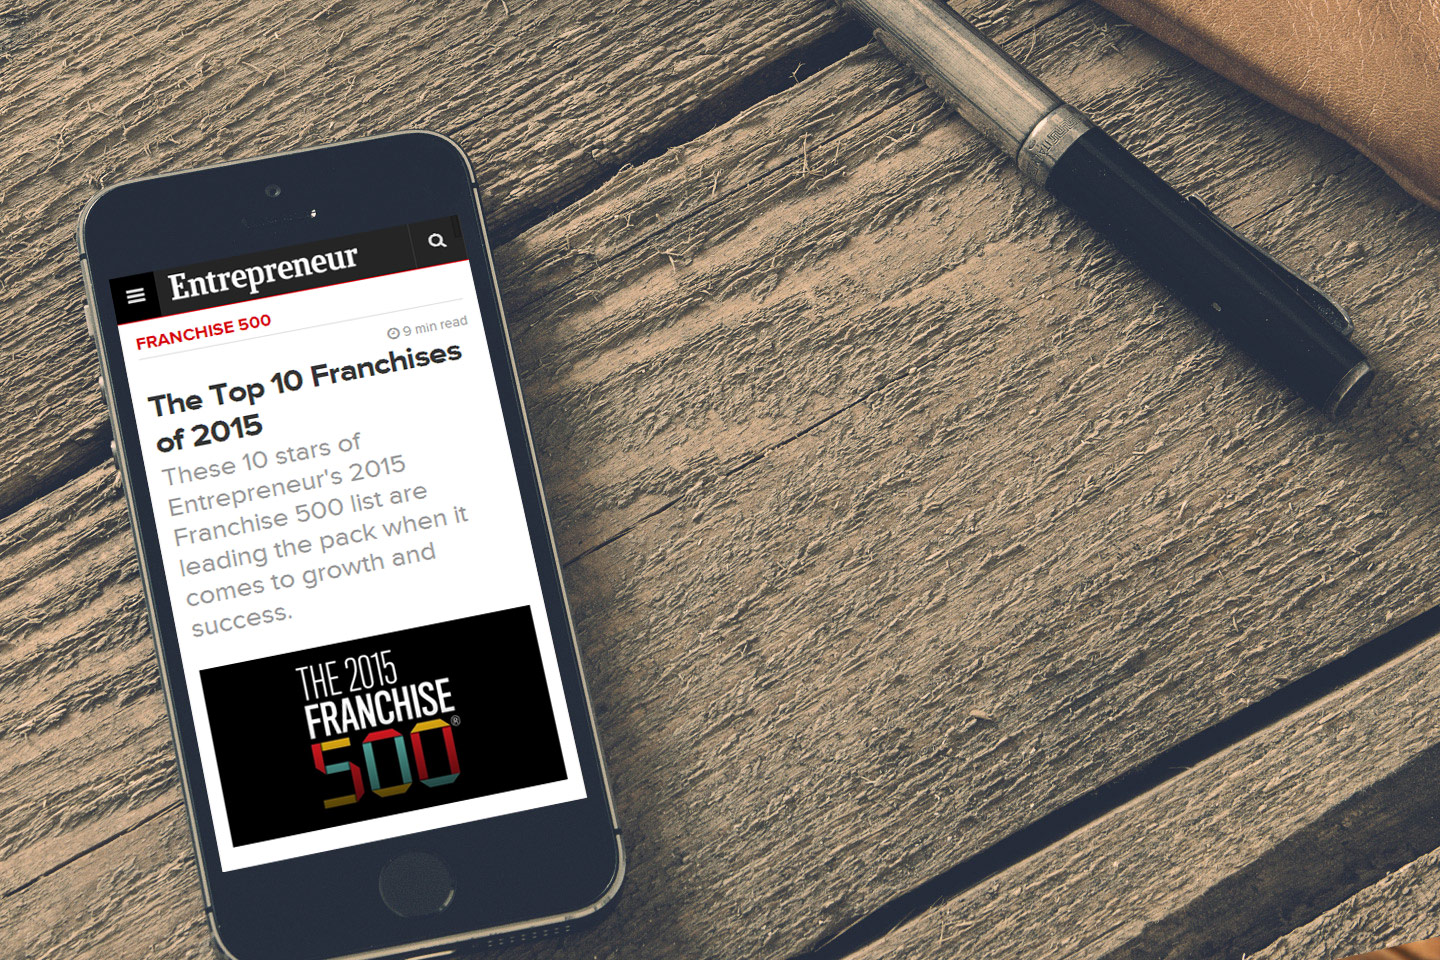 Entrepreneur
FRANCHISE 500
9 min read
The Top 10 Franchises
of 2015
These 10 stars of
Entrepreneur's 2015
Franchise 500 list are
leading the pack when it
comes to growth and
success.
THE 2015
FRANCHISE
500®